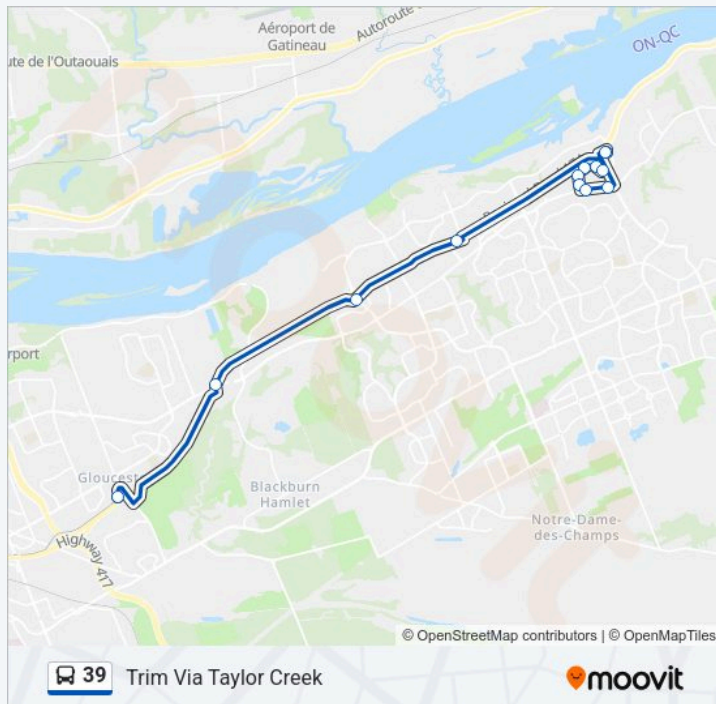 Aéroport de
Gatineau
Autoroute d
ute de l'Outaouais
ON-QC
rport
Gloucest
Blackburn
Hamlet
Highway 417
Notre-Dame-
des-Champs
© OpenStreetMap contributors | © OpenMapTiles
39 Trim Via Taylor Creek
moovit